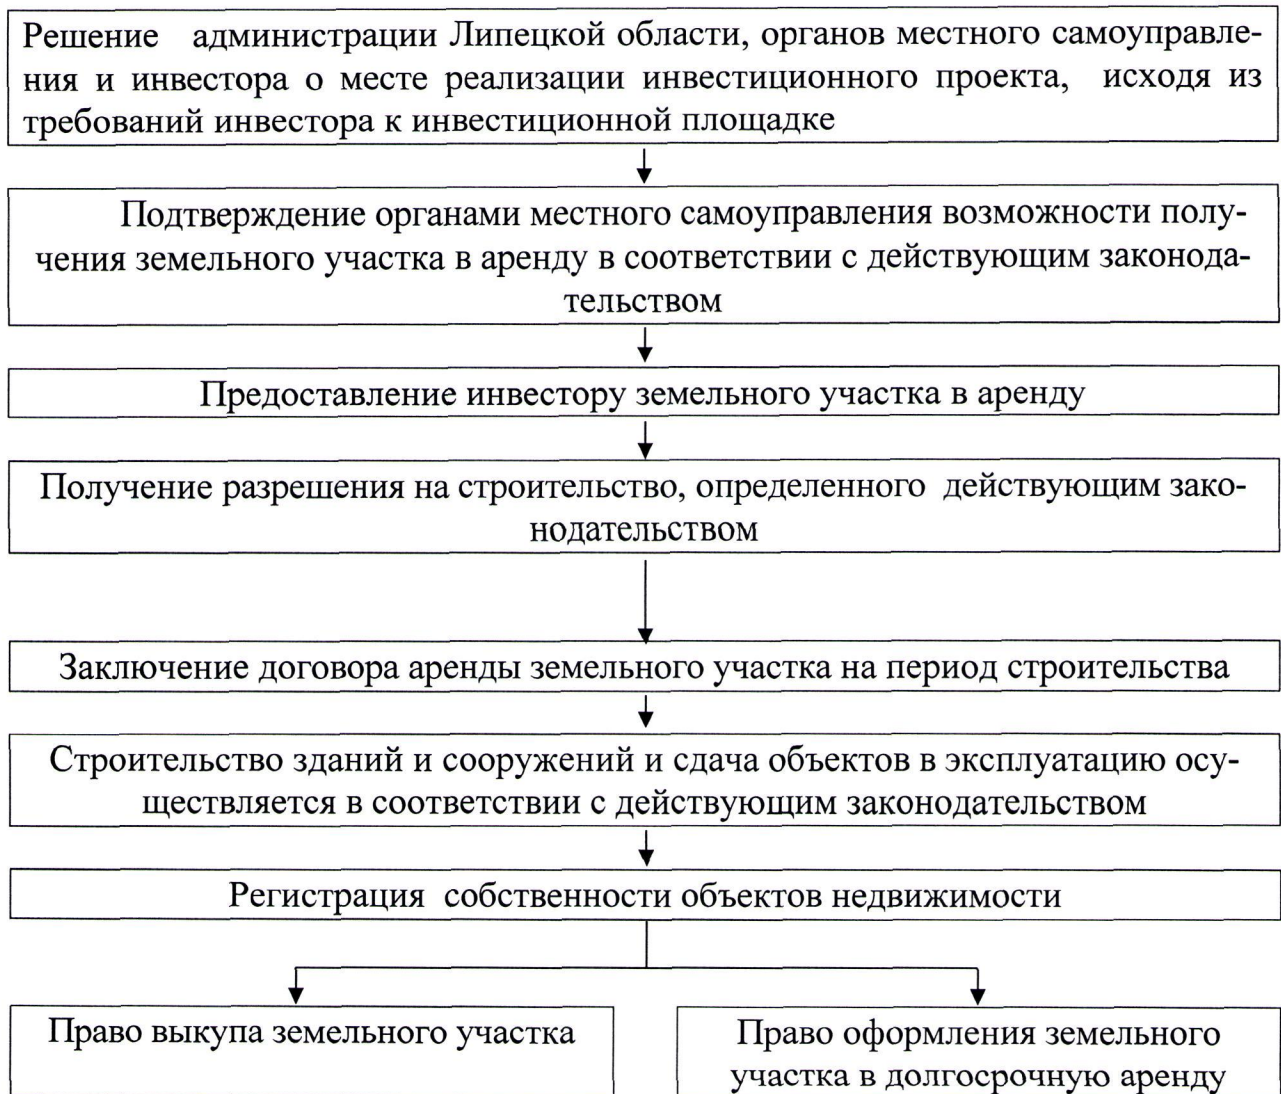 Решение администрации Липецкой области, органов местного самоуправле-
ния и инвестора о месте реализации инвестиционного проекта, исходя из
требований инвестора к инвестиционной площадке
Подтверждение органами местного самоуправления возможности полу-
чения земельного участка в аренду в соответствии с действующим законода-
тельством
Предоставление инвестору земельного участка в аренду
Получение разрешения на строительство, определенного действующим зако-
нодательством
Заключение договора аренды земельного участка на период строительства
Строительство зданий и сооружений и сдача объектов в эксплуатацию осу-
ществляется в соответствии с действующим законодательством
Регистрация собственности объектов недвижимости
Право выкупа земельного участка
Право оформления земельного
участка в долгосрочную аренду